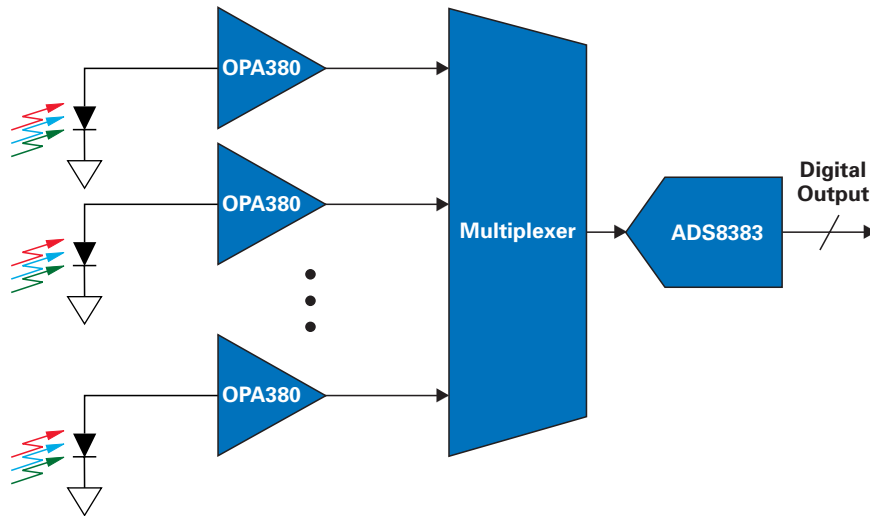 OPA380
OPA380
OPA380
Multiplexer
ADS8383
Digital
Output